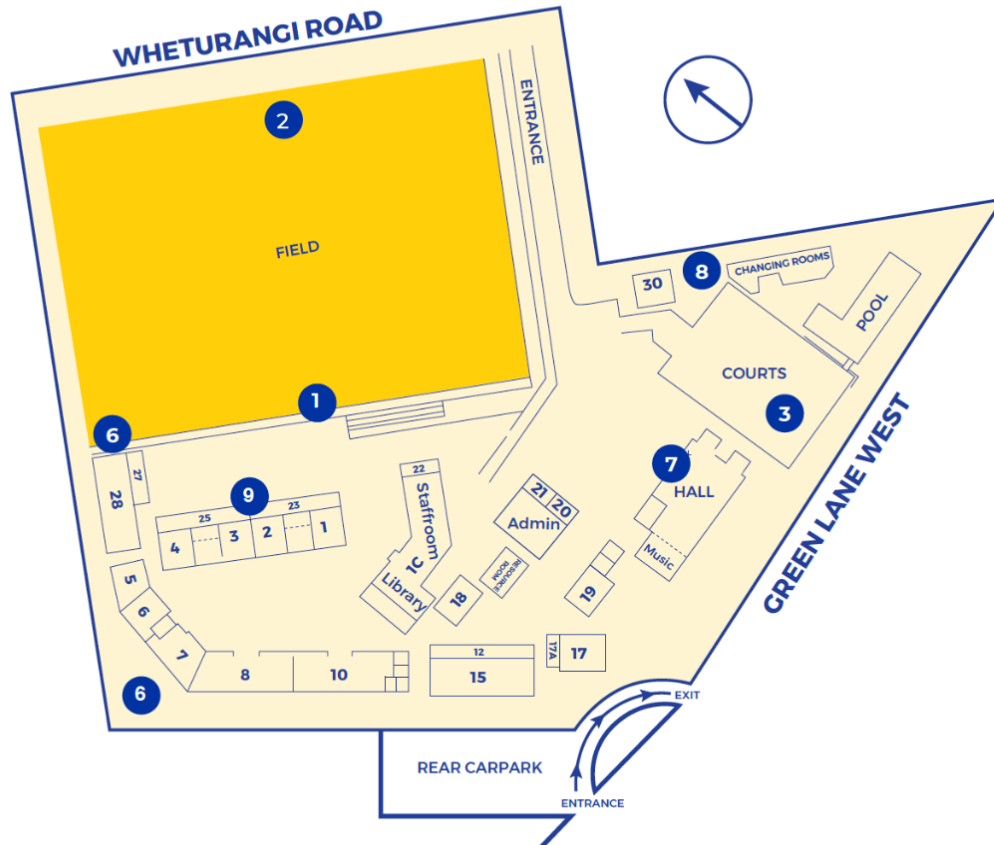 WHETURANGI ROAD
2
ENTRANCE
FIELD
8
CHANGING ROOMS
30
POOL
COURTS
1
3
6
27
28
22
Staffroom
7
HALL
GREEN LANE WEST
9
25
23
4
3
2
1
21
20
Admin
1C
Library
RESOURCE
ROOM
Music
5
6
18
19
7
12
17A
17
8
10
15
6
EXIT
REAR CARPARK
ENTRANCE